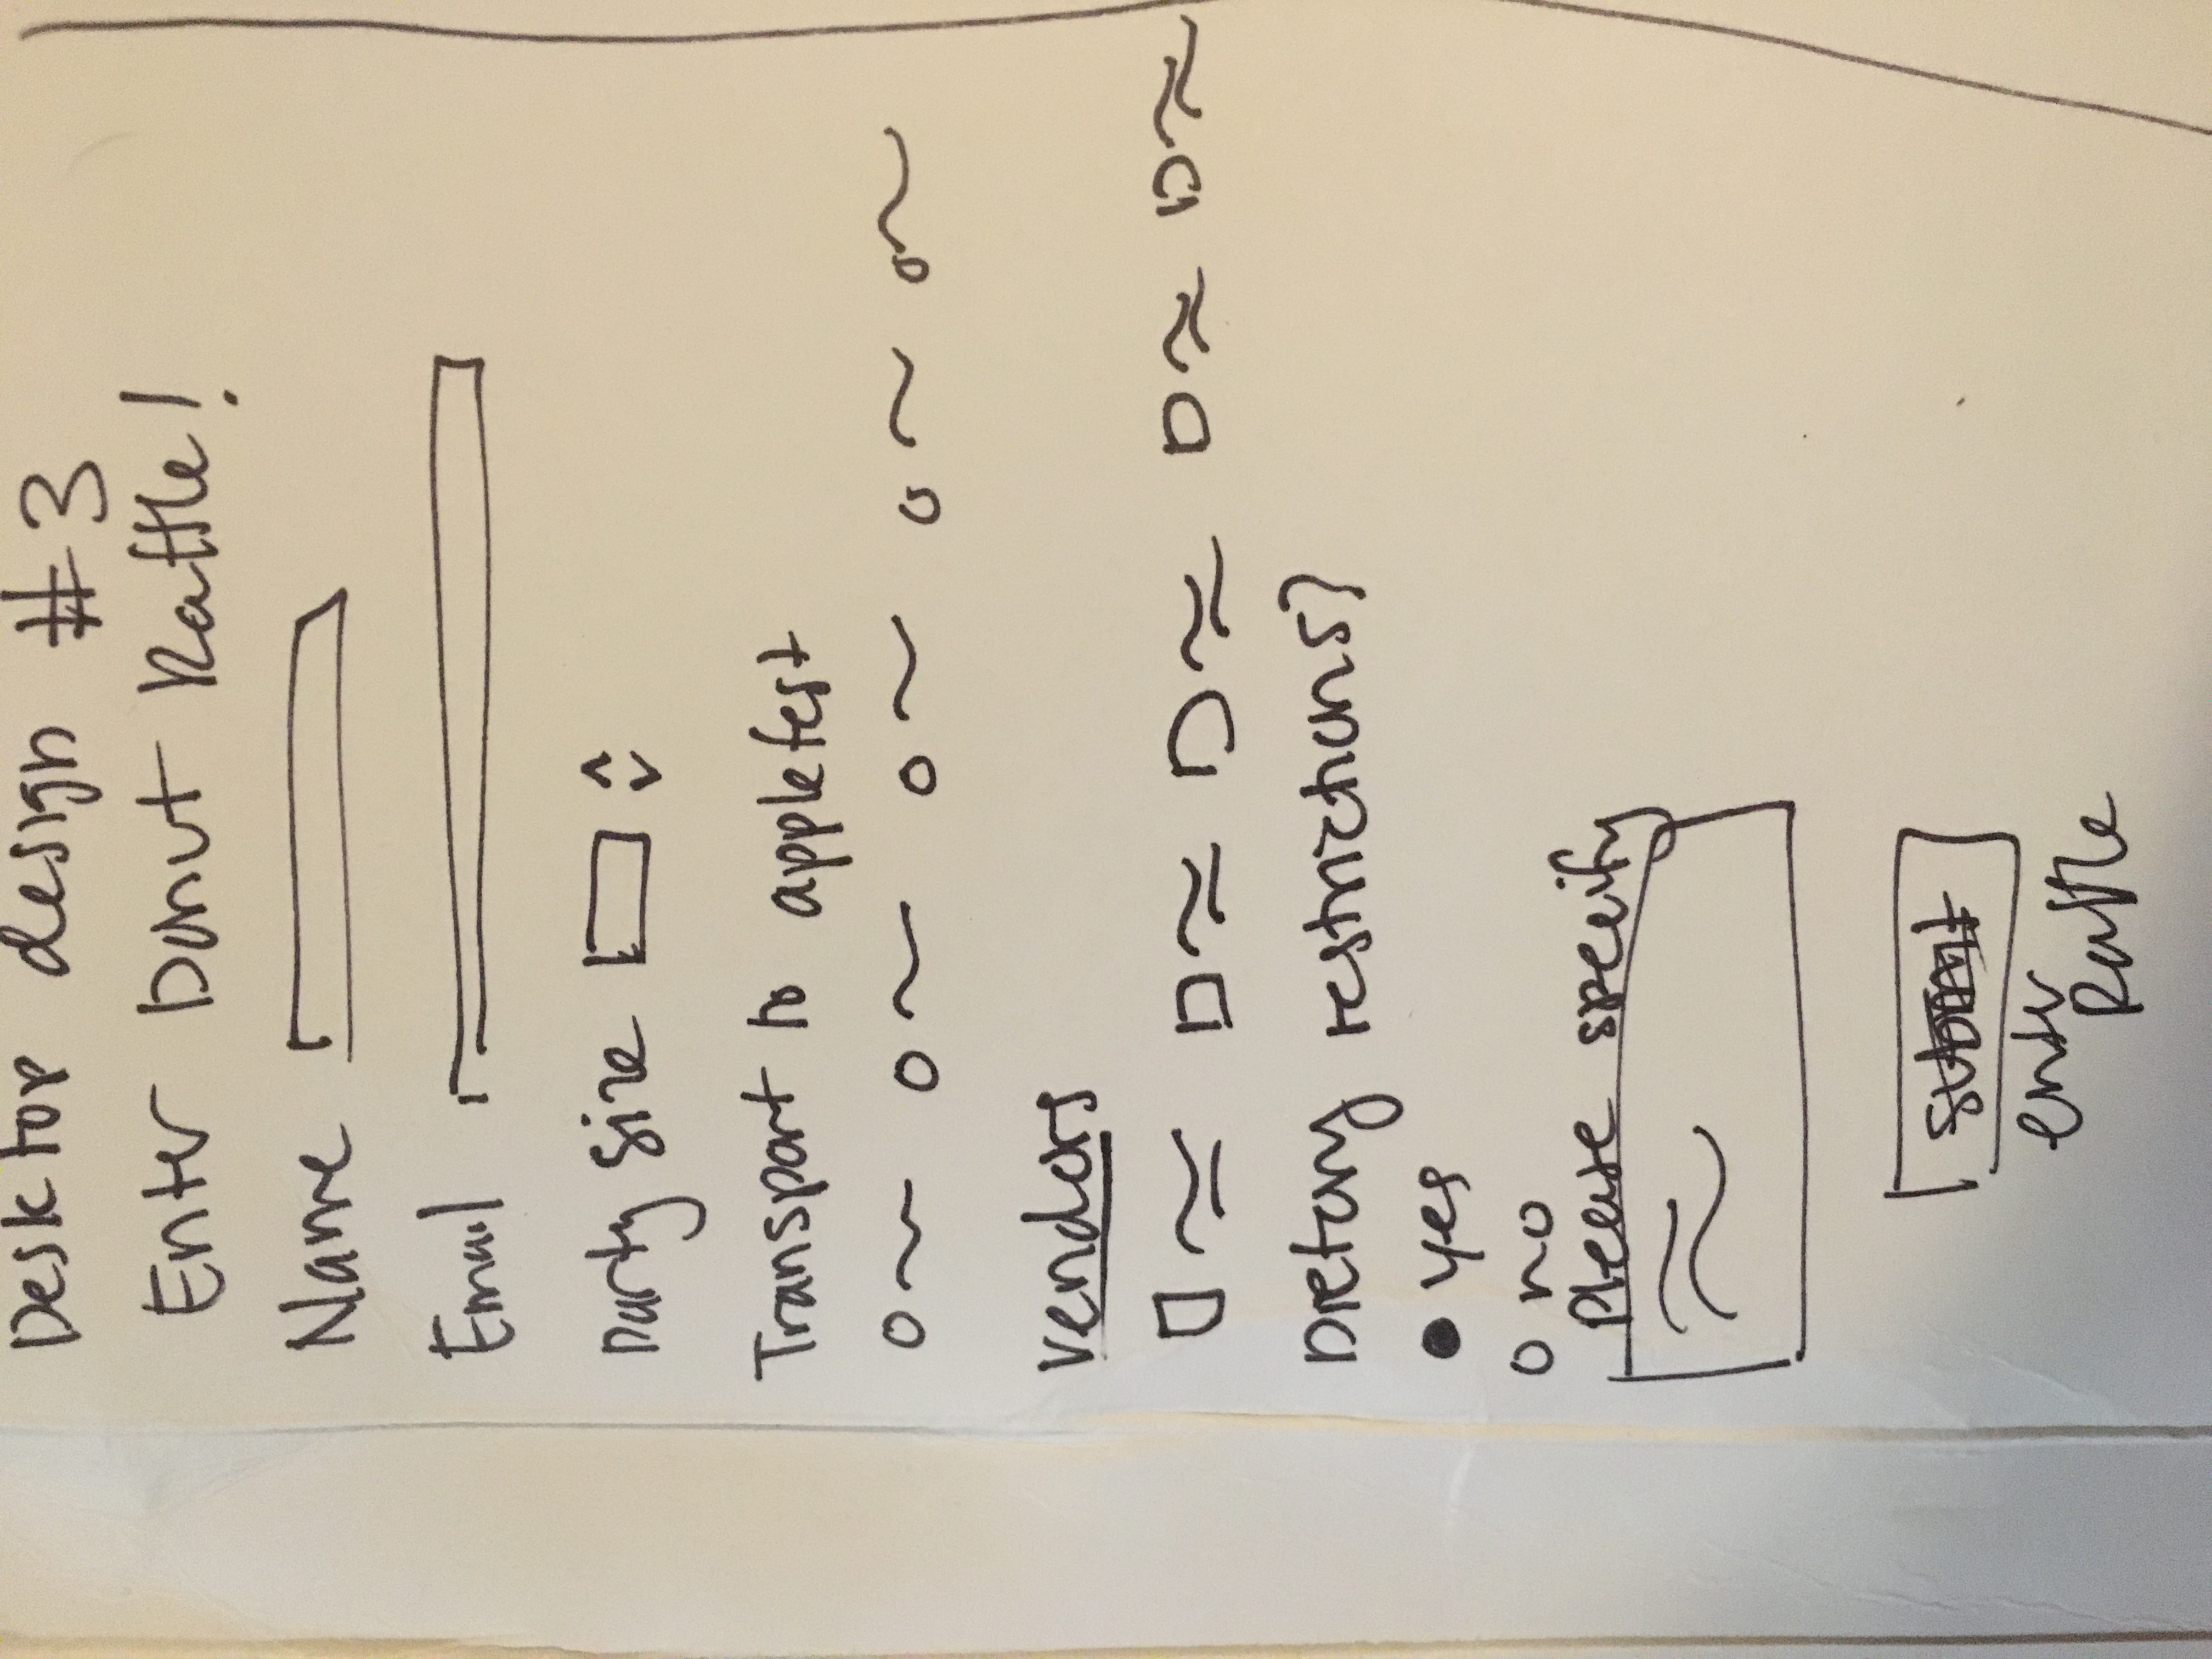 Desktop design #3
Enter Donut Raffle!
Name
Email
Party size
Transport to applefest
vendors
Dietary restrictions?
yes
no
Please specify
submit
enter
Raffle